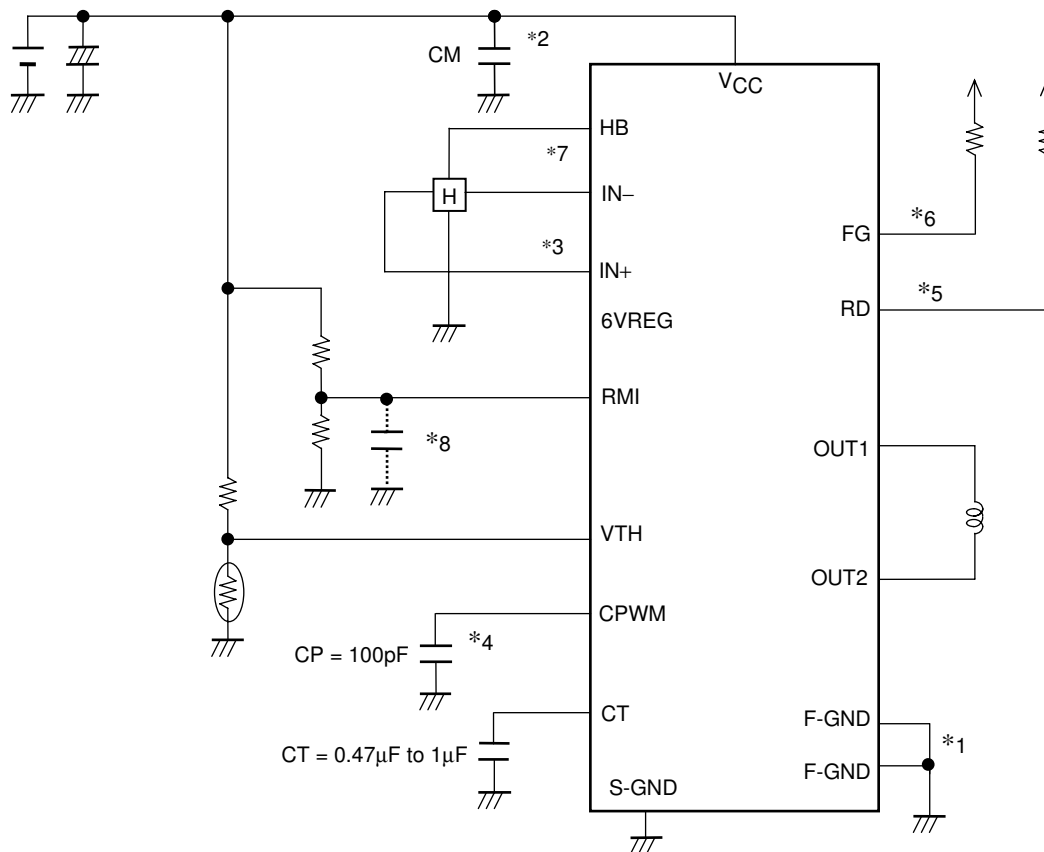 CM
*2
VCC
HB
*7
H
IN−
*3
IN+
6VREG
FG
*6
RD
*5
RMI
*8
OUT1
VTH
OUT2
CPWM
*4
CP = 100pF
CT
CT = 0.47µF to 1µF
F-GND
*1
F-GND
S-GND